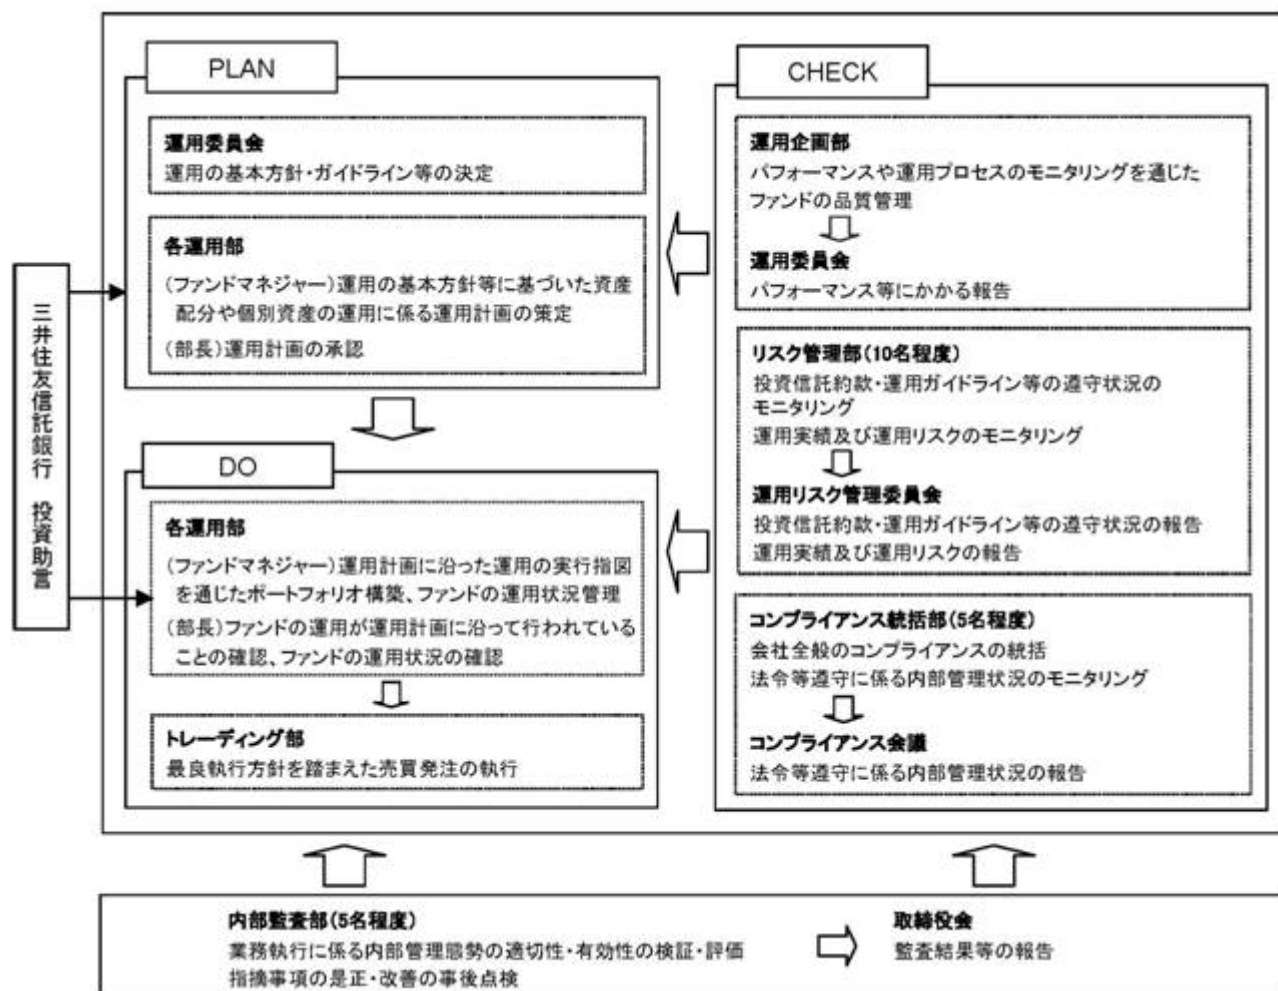 PLAN
運用委員会
運用の基本方針・ガイドライン等の決定
各運用部
(ファンドマネジャー)運用の基本方針等に基づいた資産
配分や個別資産の運用に係る運用計画の策定
(部長)運用計画の承認
三井住友信託銀行 投資助言
DO
各運用部
(ファンドマネジャー)運用計画に沿った運用の実行指図
を通じたポートフォリオ構築、ファンドの運用状況管理
(部長)ファンドの運用が運用計画に沿って行われている
ことの確認、ファンドの運用状況の確認
トレーディング部
最良執行方針を踏まえた売買発注の執行
CHECK
運用企画部
パフォーマンスや運用プロセスのモニタリングを通じた
ファンドの品質管理
運用委員会
パフォーマンス等にかかる報告
リスク管理部(10名程度)
投資信託約款・運用ガイドライン等の遵守状況の
モニタリング
運用実績及び運用リスクのモニタリング
運用リスク管理委員会
投資信託約款・運用ガイドライン等の遵守状況の報告
運用実績及び運用リスクの報告
コンプライアンス統括部(5名程度)
会社全般のコンプライアンスの統括
法令等遵守に係る内部管理状況のモニタリング
コンプライアンス会議
法令等遵守に係る内部管理状況の報告
内部監査部(5名程度)
業務執行に係る内部管理態勢の適切性・有効性の検証・評価
指摘事項の是正・改善の事後点検
取締役会
監査結果等の報告